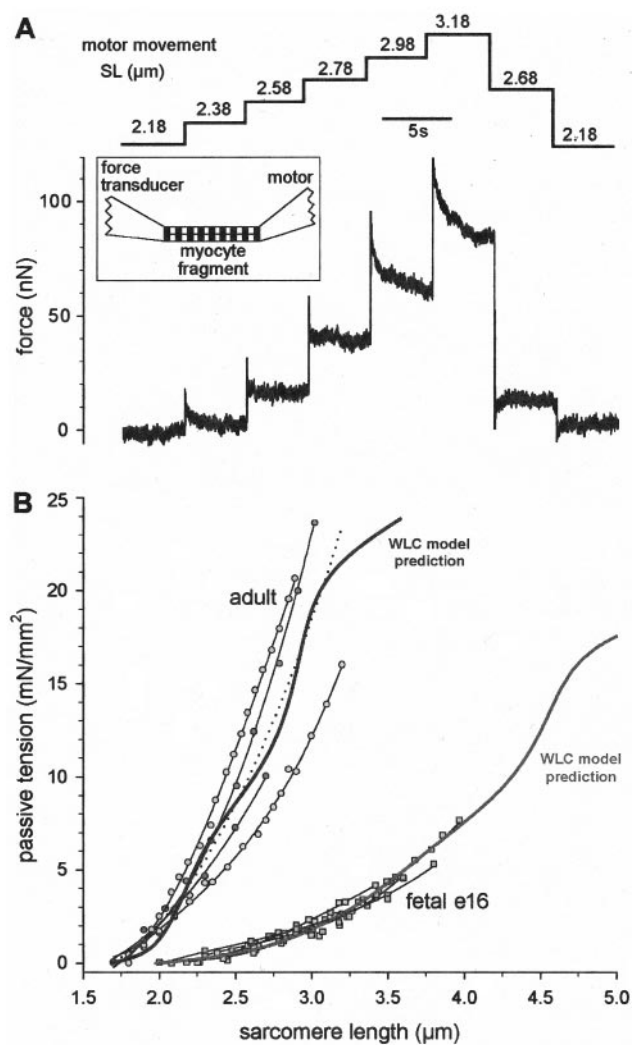 A
motor movement
SL (μm)
2.18
2.38
2.58
2.78
2.98
3.18
2.68
2.18
5s
force
transducer
motor
myocyte
fragment
100
50
0
force (nN)
B
25
20
15
10
5
0
passive tension (mN/mm²)
adult
WLC model
prediction
WLC model
prediction
fetal e16
1.5
2.0
2.5
3.0
3.5
4.0
4.5
5.0
sarcomere length (μm)